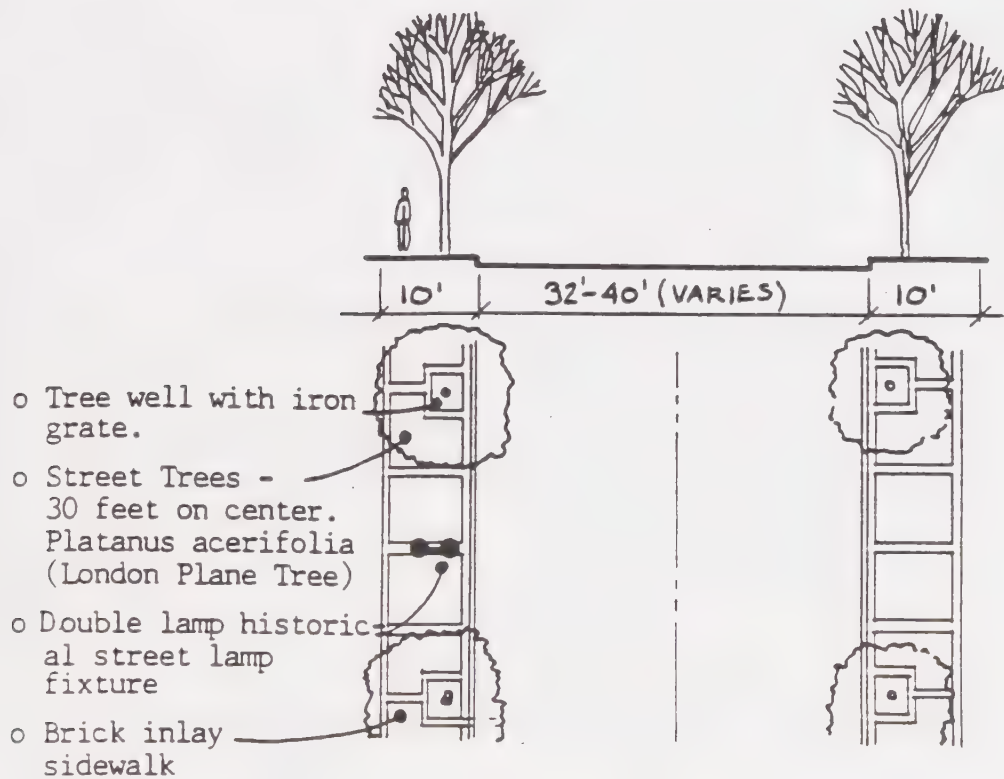 10'
32'-40' (VARIES)
10'
o Tree well with iron
grate.
o Street Trees -
30 feet on center.
Platanus acerifolia
(London Plane Tree)
o Double lamp historic
al street lamp
fixture
o Brick inlay
sidewalk